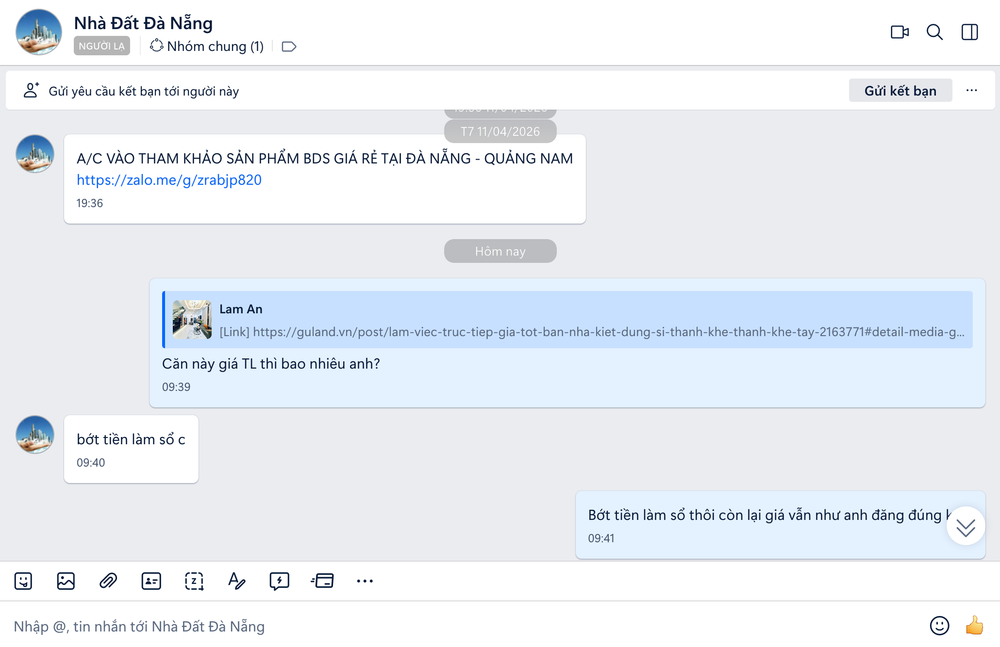 Nhà Đất Đà Nẵng
NGƯỜI LẠ
Nhóm chung (1)
Gửi yêu cầu kết bạn tới người này
Gửi kết bạn
T7 11/04/2026
A/C VÀO THAM KHẢO SẢN PHẨM BDS GIÁ RẺ TẠI ĐÀ NẴNG - QUẢNG NAM
https://zalo.me/g/zrabjp820
19:36
Hôm nay
Lam An
[Link] https://guland.vn/post/lam-viec-truc-tiep-gia-tot-ban-nha-kiet-dung-si-thanh-khe-thanh-khe-tay-2163771#detail-media-g...
Căn này giá TL thì bao nhiêu anh?
09:39
bớt tiền làm sổ c
09:40
Bớt tiền làm sổ thôi còn lại giá vẫn như anh đăng đúng
09:41
Nhập @, tin nhắn tới Nhà Đất Đà Nẵng